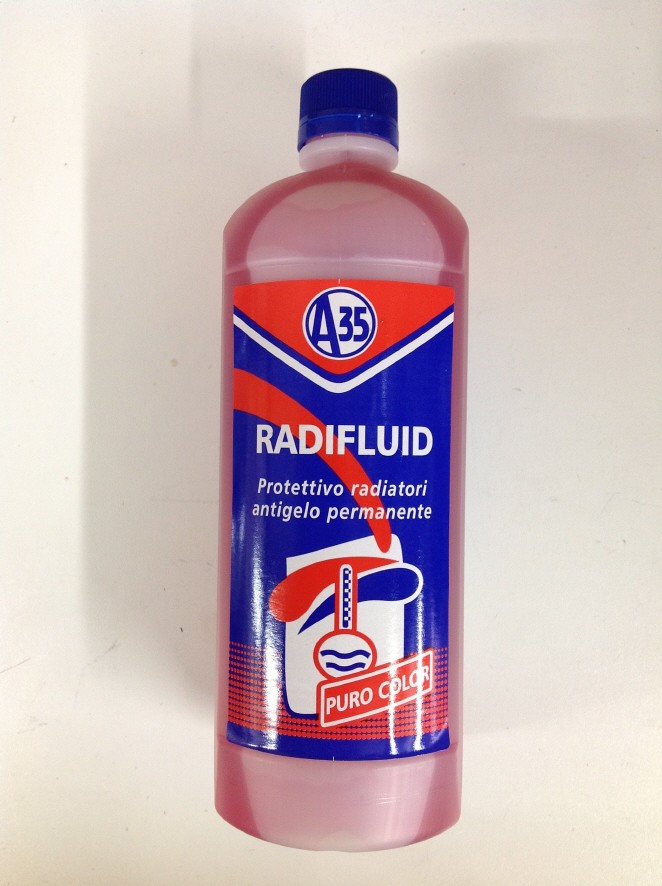 A35
RADIFLUID
Protettivo radiatori
antigelo permanente
PURO COLOR